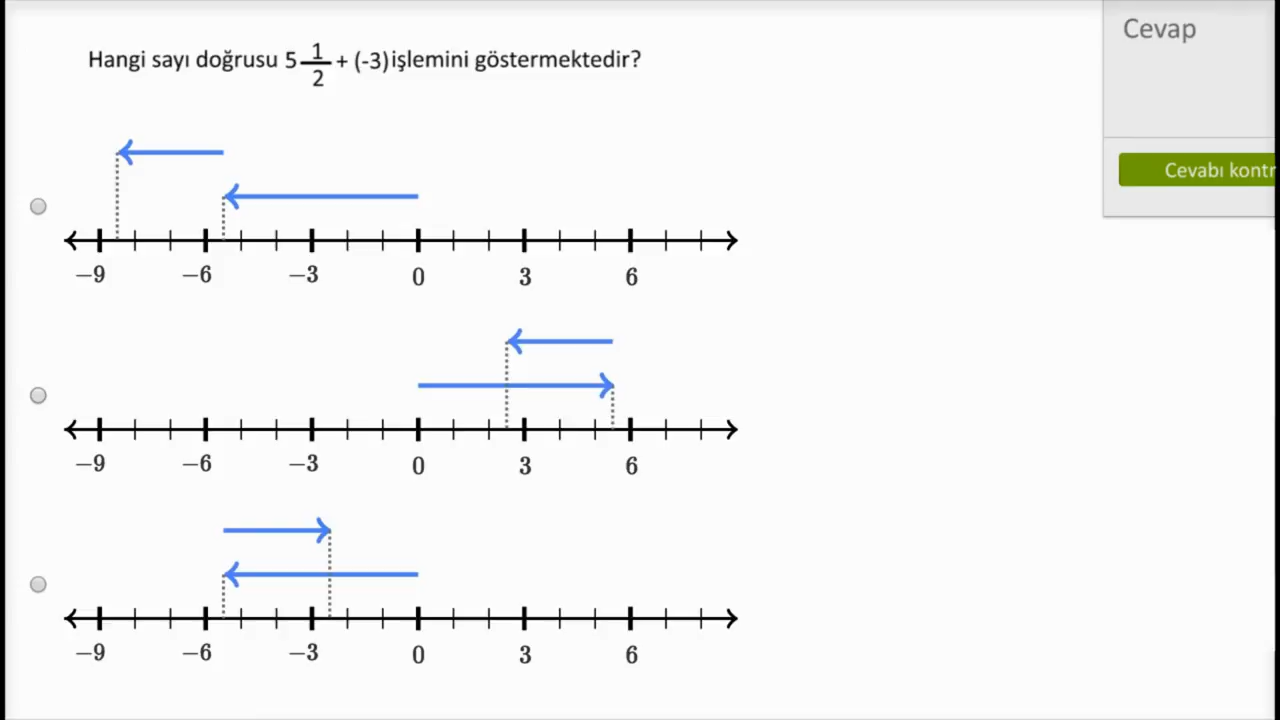 Hangi sayı doğrusu 5 1/2 + (-3) işlemini göstermektedir?
Cevap
Cevabı kontr
−9 −6 −3 0 3 6
−9 −6 −3 0 3 6
−9 −6 −3 0 3 6